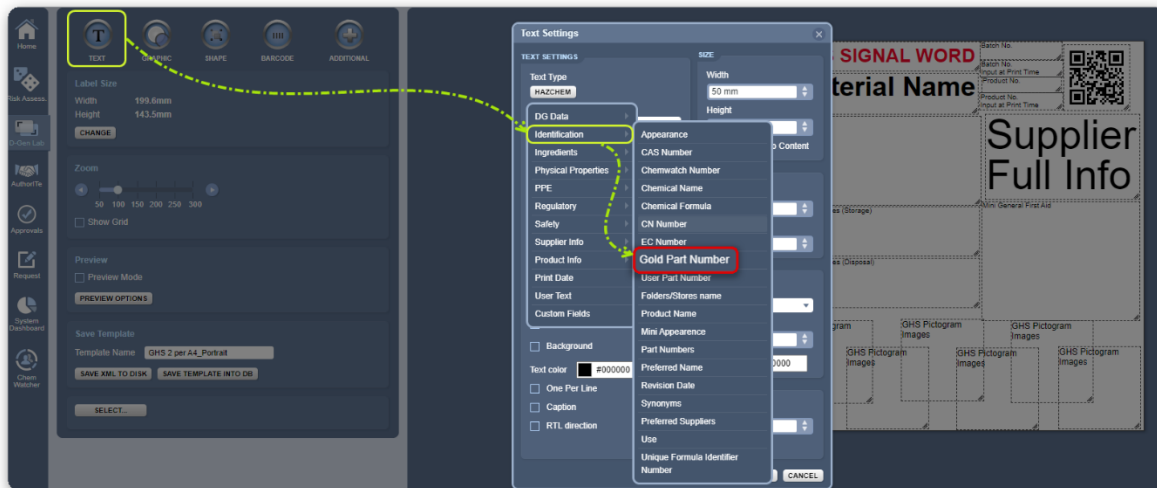 Home
Risk Assess.
D-Gen Lab
AuthorITe
Approvals
Request
System
Dashboard
Chem
Watcher
TEXT
GRAPHIC
SHAPE
BARCODE
ADDITIONAL
Label Size
Width 199.6mm
Height 143.5mm
CHANGE
Zoom
50 100 150 200 250 300
Show Grid
Preview
Preview Mode
PREVIEW OPTIONS
Save Template
Template Name GHS 2 per A4_Portrait
SAVE XML TO DISK SAVE TEMPLATE INTO DB
SELECT...
Text Settings
TEXT SETTINGS
Text Type
HAZCHEM
DG Data
Identification
Ingredients
Physical Properties
PPE
Regulatory
Safety
Supplier Info
Product Info
Print Date
User Text
Custom Fields
Background
Text color #000000
One Per Line
Caption
RTL direction
SIZE
Width
50 mm
Height
Content
Appearance
CAS Number
Chemwatch Number
Chemical Name
Chemical Formula
CN Number
EC Number
Gold Part Number
User Part Number
Folders/Stores name
Product Name
Mini Appearence
Part Numbers
Preferred Name
Revision Date
Synonyms
Preferred Suppliers
Use
Unique Formula Identifier
Number
CANCEL
SIGNAL WORD
Name
Batch No.
Batch No.
Input at Print Time
Product No.
Product No.
Input at Print Time
Supplier
Full Info
(Storage)
Mini General First Aid
(Disposal)
GHS Pictogram
Images
GHS Pictogram
Images
GHS Pictogram
Images
GHS Pictogram
Images
GHS Pictogram
Images